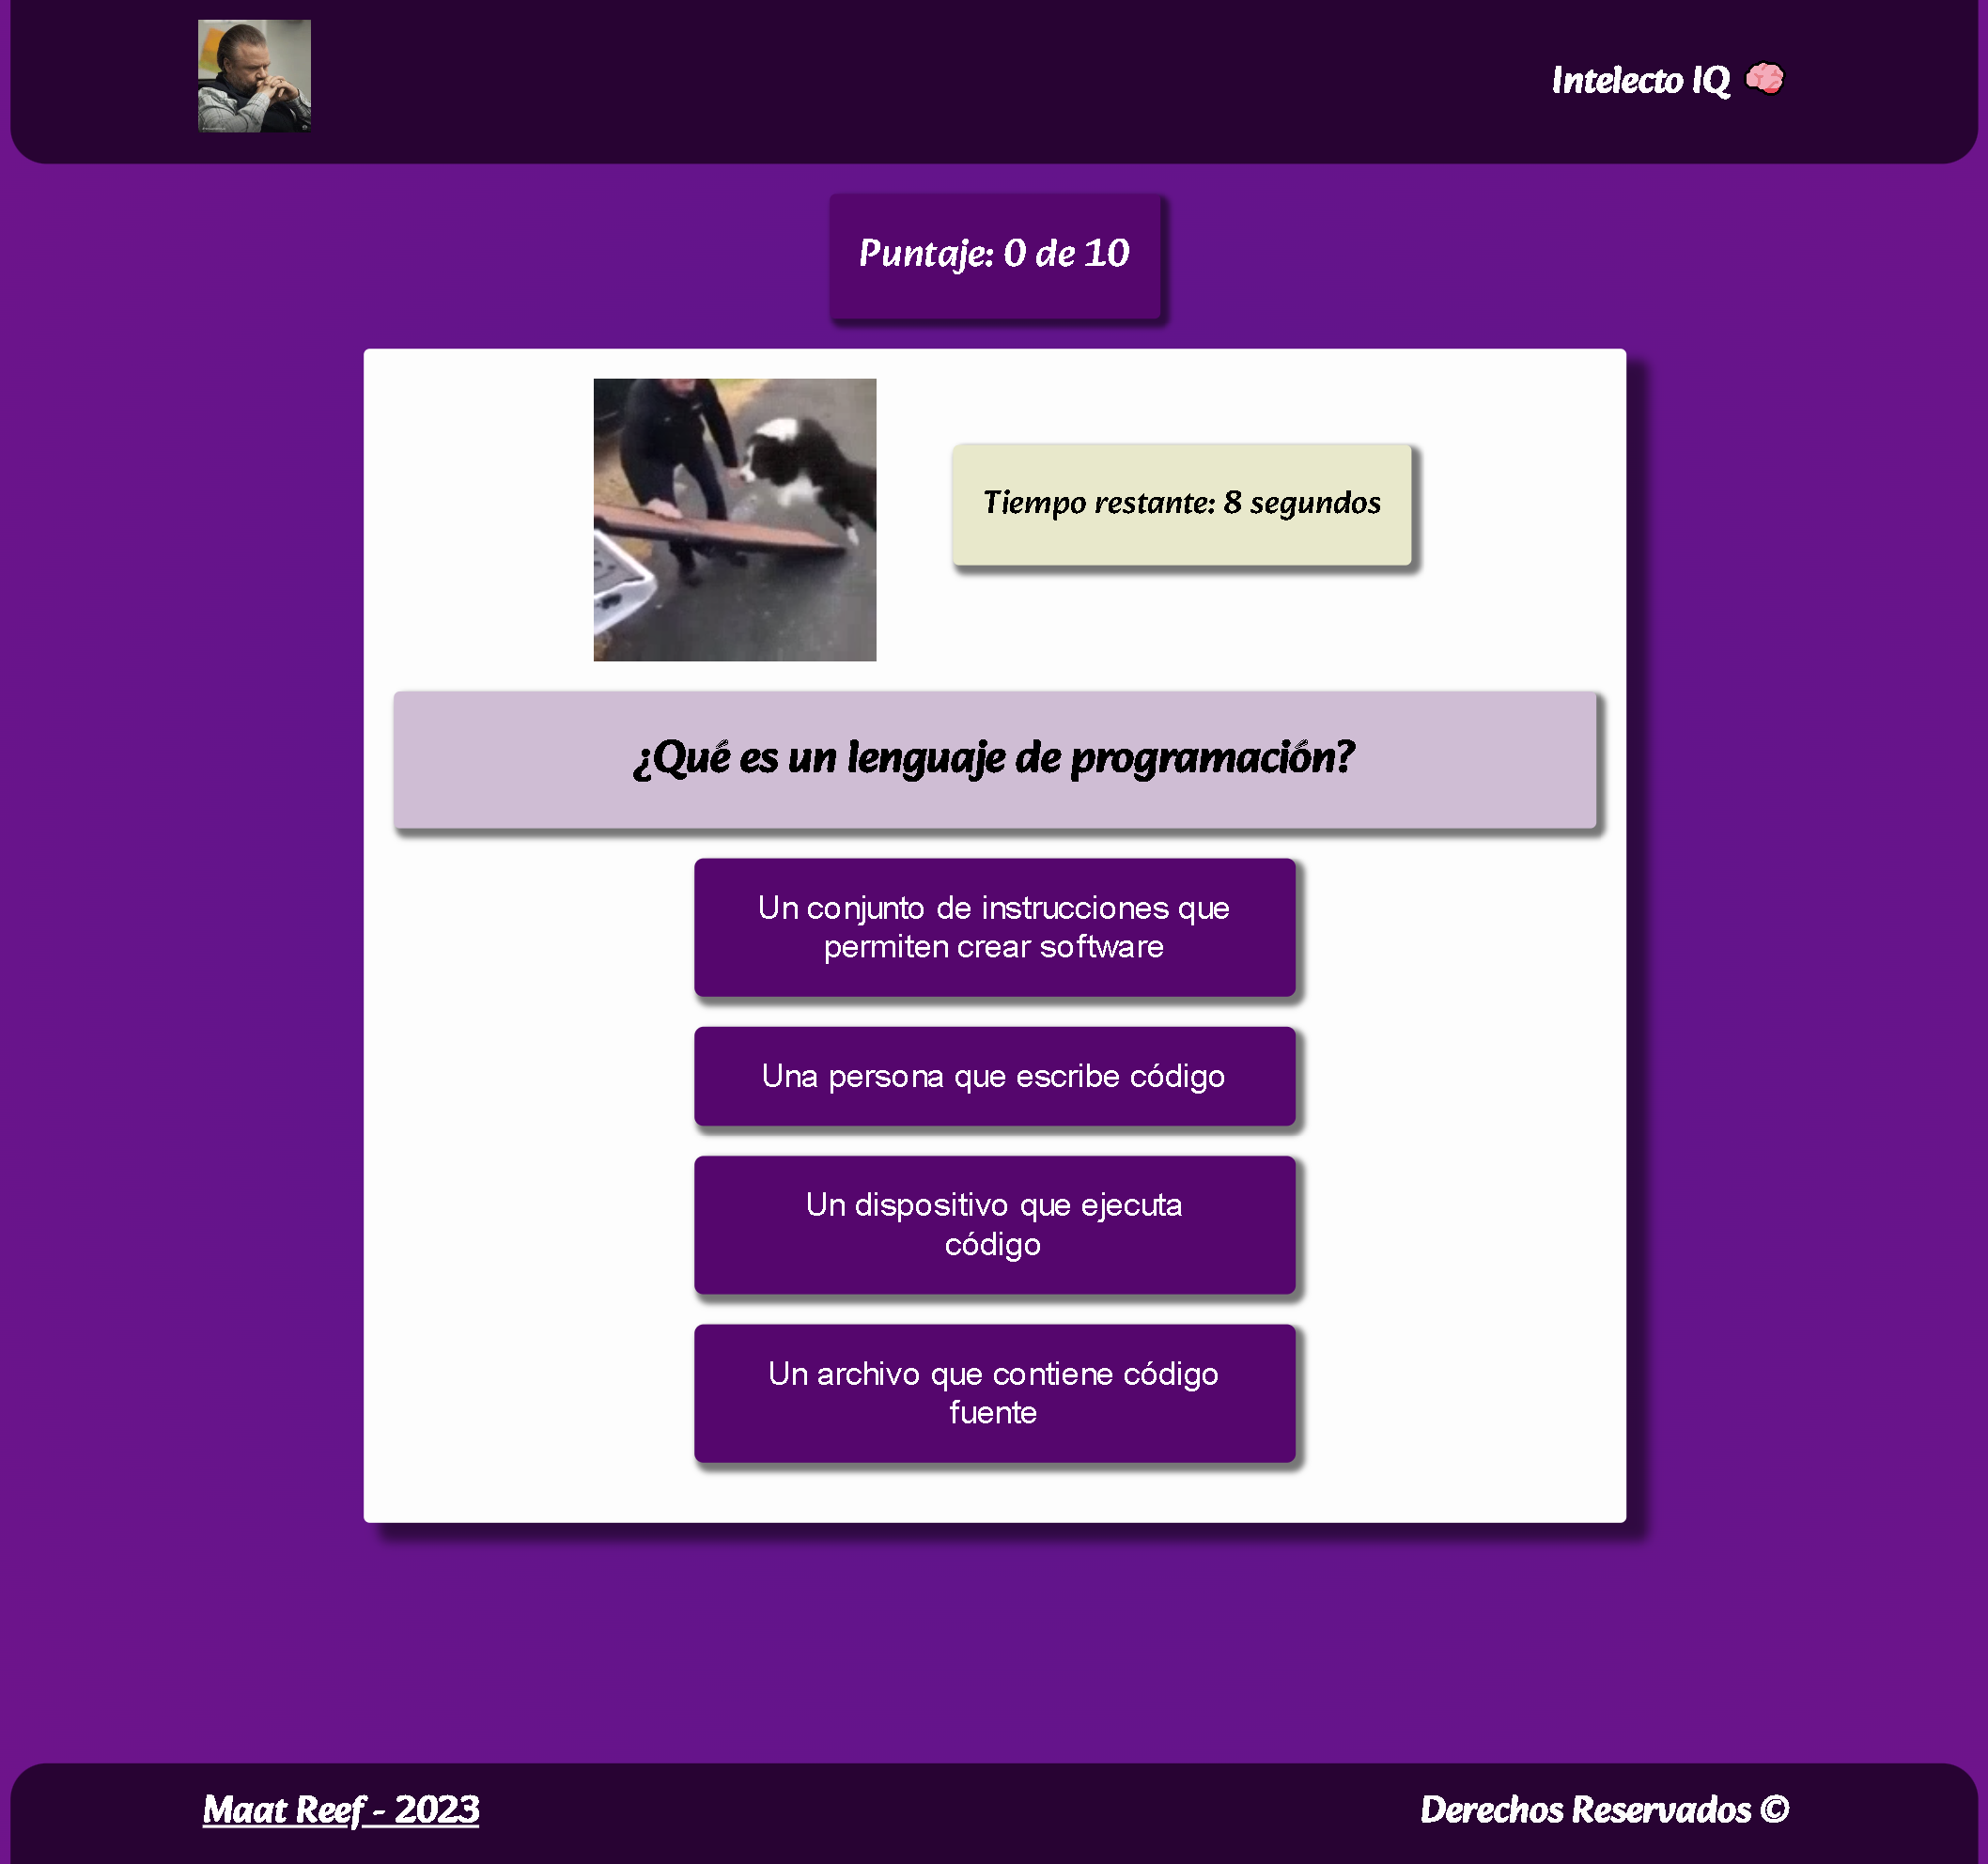 Intelecto IQ
Puntaje: 0 de 10
Tiempo restante: 8 segundos
¿Qué es un lenguaje de programación?
Un conjunto de instrucciones que
permiten crear software
Una persona que escribe código
Un dispositivo que ejecuta
código
Un archivo que contiene código
fuente
Maat Reef - 2023
Derechos Reservados ©